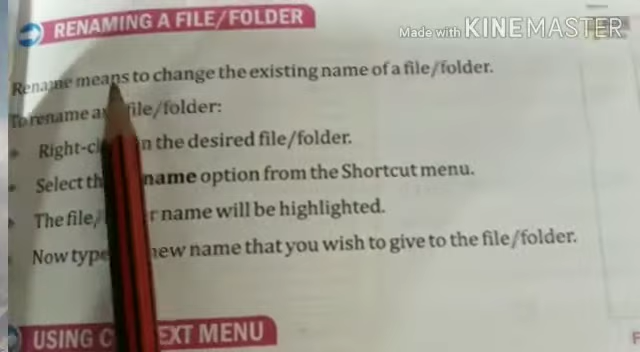 RENAMING A FILE/FOLDER
Made with KINEMASTER
Rename means to change the existing name of a file/folder.
To rename a file/folder:
Right-cl n the desired file/folder.
Select th name option from the Shortcut menu.
The file/ r name will be highlighted.
Now type new name that you wish to give to the file/folder.
USING C EXT MENU